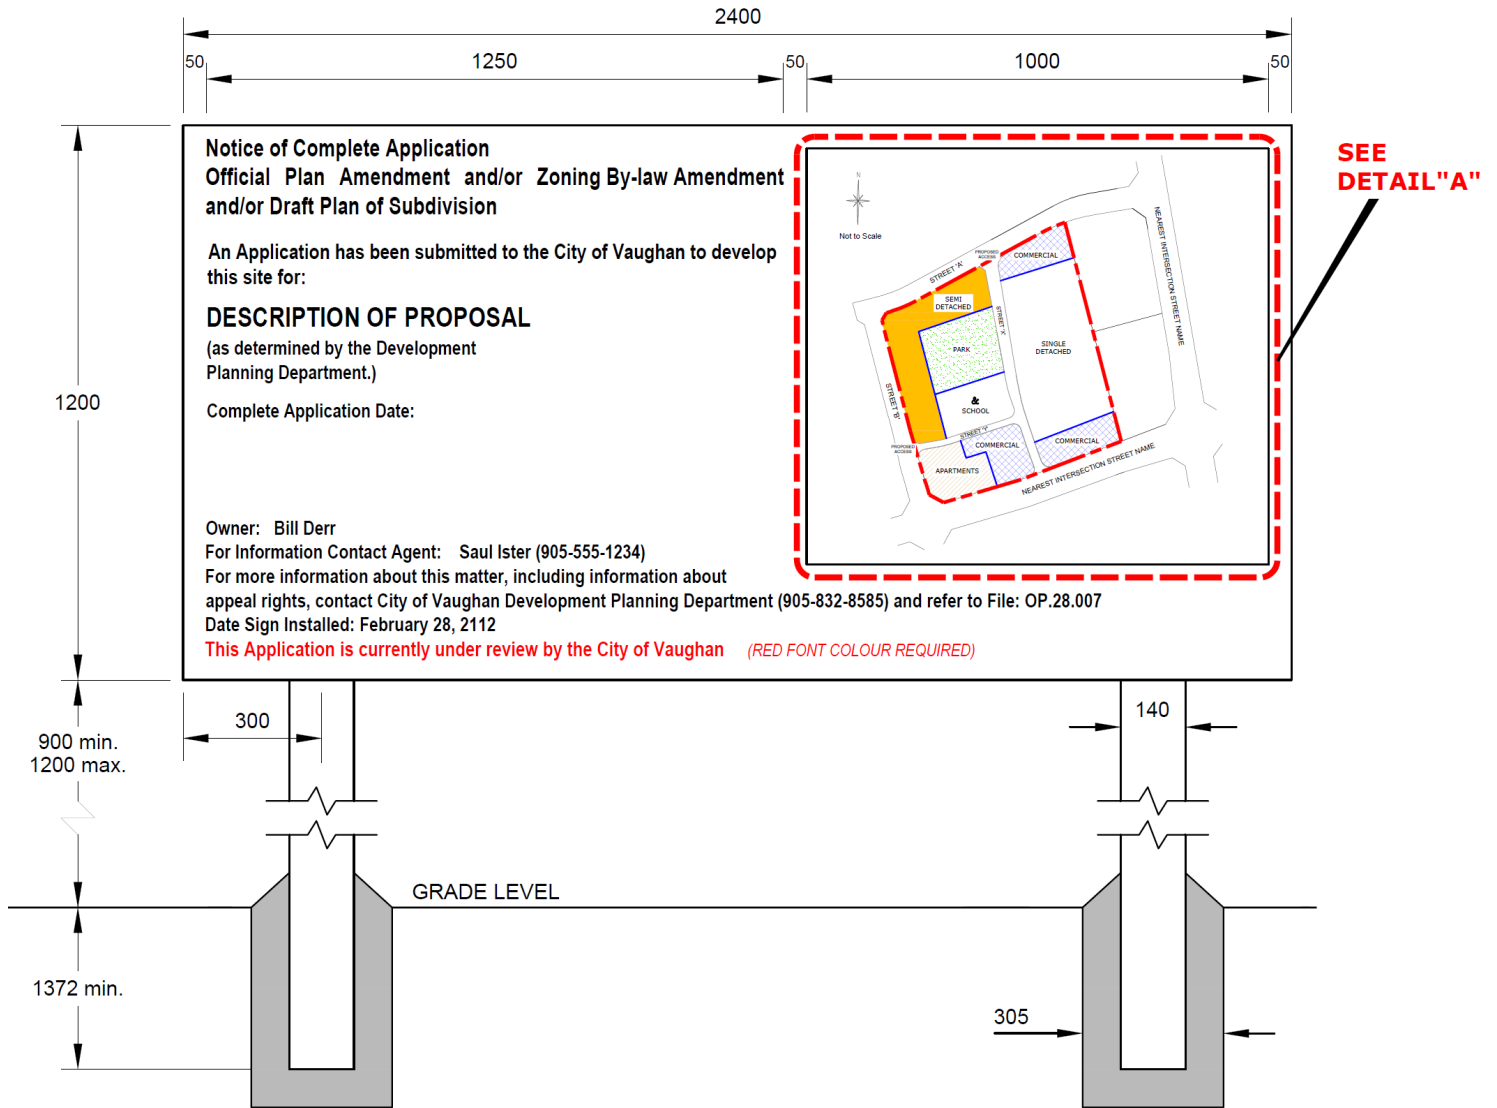 2400
50
1250
50
1000
50
Notice of Complete Application
Official Plan Amendment and/or Zoning By-law Amendment
and/or Draft Plan of Subdivision
An Application has been submitted to the City of Vaughan to develop
this site for:
DESCRIPTION OF PROPOSAL
(as determined by the Development
Planning Department.)
Complete Application Date:
Owner: Bill Derr
For Information Contact Agent: Saul Ister (905-555-1234)
For more information about this matter, including information about
appeal rights, contact City of Vaughan Development Planning Department (905-832-8585) and refer to File: OP.28.007
Date Sign Installed: February 28, 2112
This Application is currently under review by the City of Vaughan (RED FONT COLOUR REQUIRED)
N
Not to Scale
STREET 'A'
PROPOSED
ACCESS
COMMERCIAL
NEAREST INTERSECTION STREET NAME
SEMI
DETACHED
STREET 'X'
PARK
SINGLE
DETACHED
STREET 'B'
&
SCHOOL
STREET 'Y'
PROPOSED
ACCESS
COMMERCIAL
COMMERCIAL
APARTMENTS
NEAREST INTERSECTION STREET NAME
SEE
DETAIL"A"
1200
300
140
900 min.
1200 max.
GRADE LEVEL
1372 min.
305